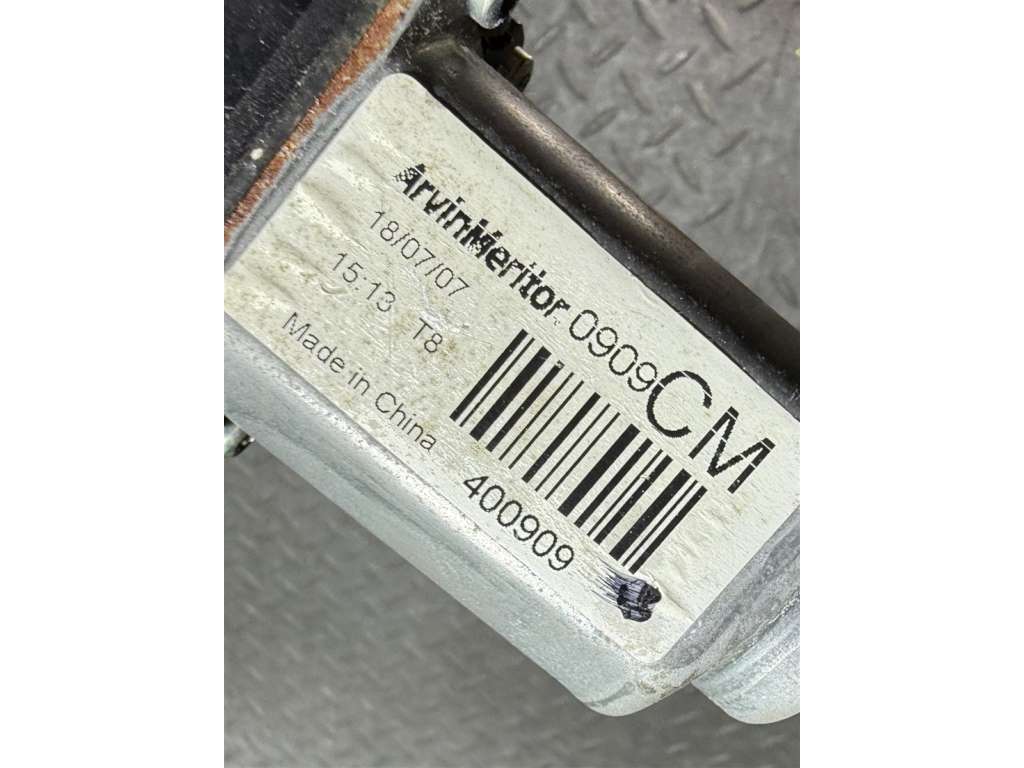 ArvinMeritor 0909CM
18/07/07
15:13 T8
Made in China
400909